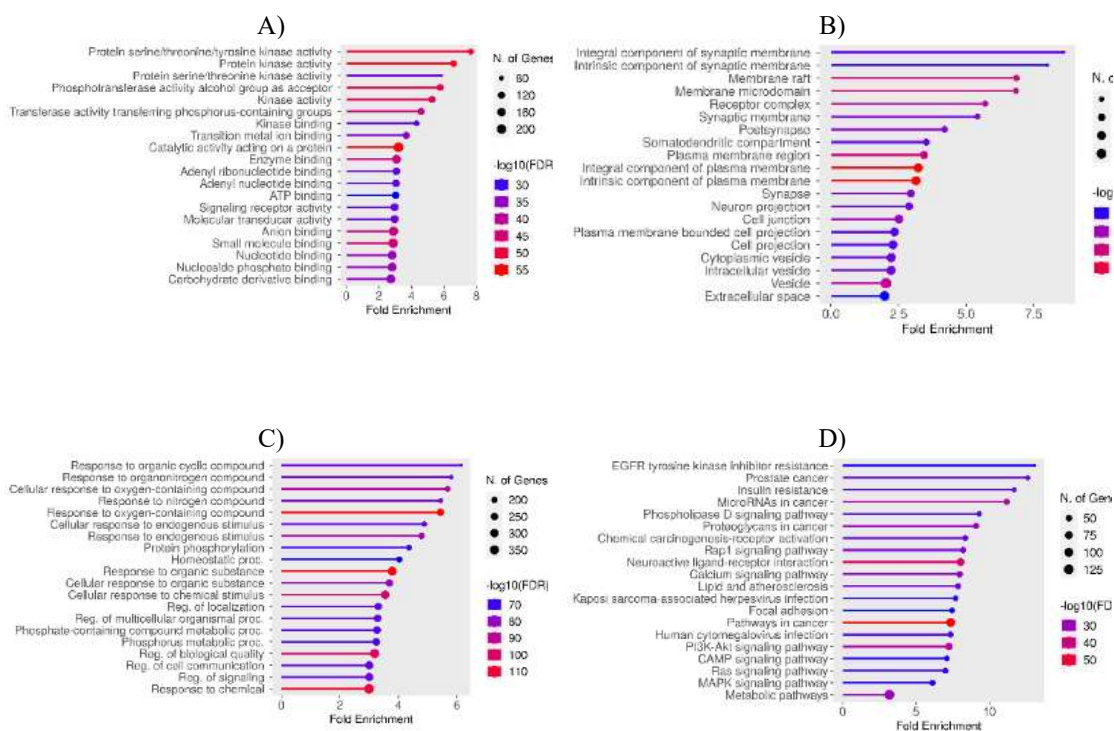 A)
Protein serine/threonine/tyrosine kinase activity
Protein kinase activity
Protein serine/threonine kinase activity
Phosphotransferase activity alcohol group as acceptor
Kinase activity
Transferase activity transferring phosphorus-containing groups
Kinase binding
Transition metal ion binding
Catalytic activity acting on a protein
Enzyme binding
Adenyl ribonucleotide binding
Adenyl nucleotide binding
ATP binding
Signaling receptor activity
Molecular transducer activity
Anion binding
Small molecule binding
Nucleotide binding
Nucleoside phosphate binding
Carbohydrate derivative binding
0 2 4 6 8
Fold Enrichment
N. of Genes
120
200
-log10(FDR
30
35
40
45
50
55
B)
Integral component of synaptic membrane
Intrinsic component of synaptic membrane
Membrane raft
Membrane microdomain
Receptor complex
Synaptic membrane
Postsynapse
Somatodendritic compartment
Plasma membrane region
Integral component of plasma membrane
Intrinsic component of plasma membrane
Synapse
Neuron projection
Cell junction
Plasma membrane bounded cell projection
Cell projection
Cytoplasmic vesicle
Intracellular vesicle
Vesicle
Extracellular space
0.0 2.5 5.0 7.5
Fold Enrichment
N. c
-log
C)
Response to organic cyclic compound
Response to organonitrogen compound
Cellular response to oxygen-containing compound
Response to nitrogen compound
Response to oxygen-containing compound
Cellular response to endogenous stimulus
Response to endogenous stimulus
Protein phosphorylation
Homeostatic proc.
Response to organic substance
Cellular response to organic substance
Cellular response to chemical stimulus
Reg. of localization
Reg. of multicellular organismal proc.
Phosphate-containing compound metabolic proc.
Phosphorus metabolic proc.
Reg. of biological quality
Reg. of cell communication
Reg. of signaling
Response to chemical
0 2 4 6
Fold Enrichment
N. of Genes
200
250
300
350
-log10(FDR)
70
80
90
100
110
D)
EGFR tyrosine kinase inhibitor resistance
Prostate cancer
Insulin resistance
MicroRNAs in cancer
Phospholipase D signaling pathway
Proteoglycans in cancer
Chemical carcinogenesis-receptor activation
Rap1 signaling pathway
Neuroactive ligand-receptor interaction
Calcium signaling pathway
Lipid and atherosclerosis
Kaposi sarcoma-associated herpesvirus infection
Focal adhesion
Pathways in cancer
Human cytomegalovirus infection
PI3K-Akt signaling pathway
CAMP signaling pathway
Ras signaling pathway
MAPK signaling pathway
Metabolic pathways
0 5 10
Fold Enrichment
N. of Gen
50
75
100
125
-log10(FD
30
40
50